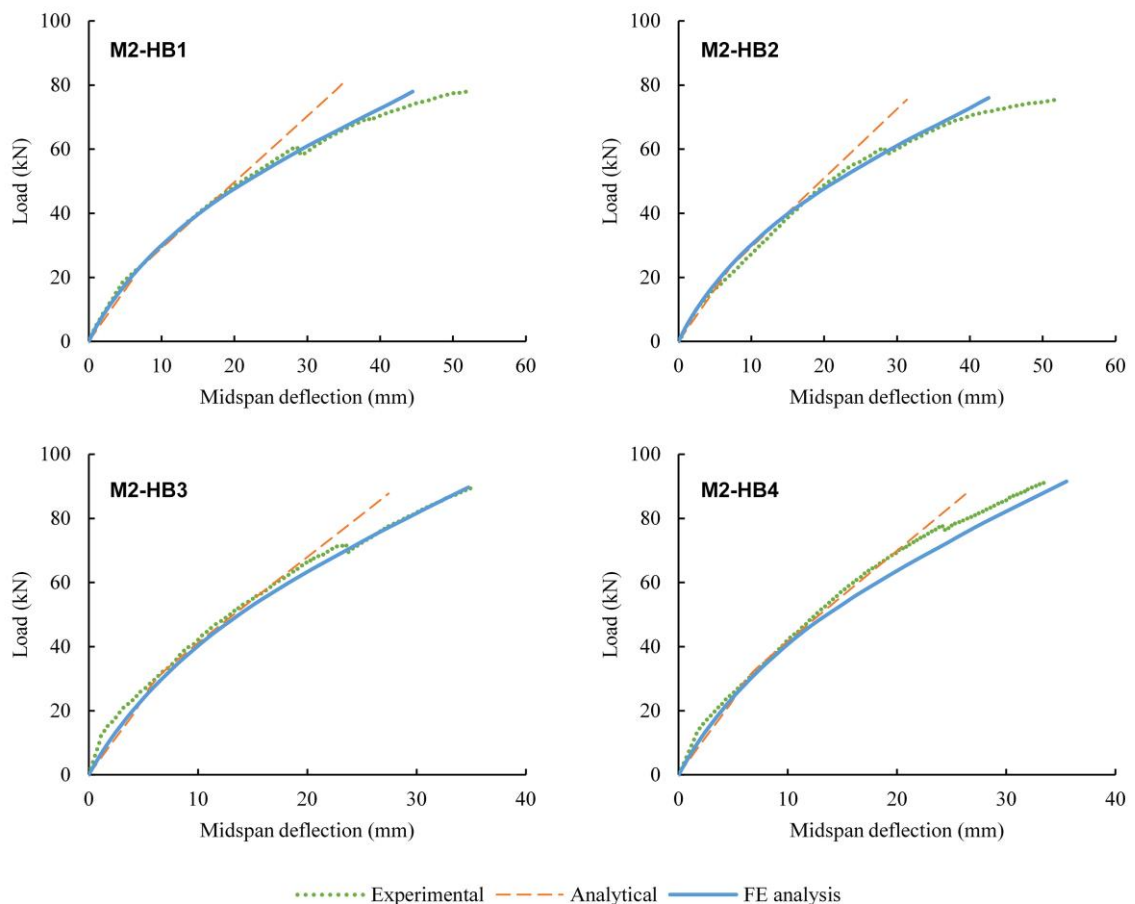 M2-HB1
100
80
60
40
20
0
Load (kN)
0 10 20 30 40 50 60
Midspan deflection (mm)
M2-HB2
100
80
60
40
20
0
Load (kN)
0 10 20 30 40 50 60
Midspan deflection (mm)
M2-HB3
100
80
60
40
20
0
Load (kN)
0 10 20 30 40
Midspan deflection (mm)
M2-HB4
100
80
60
40
20
0
Load (kN)
0 10 20 30 40
Midspan deflection (mm)
Experimental Analytical FE analysis